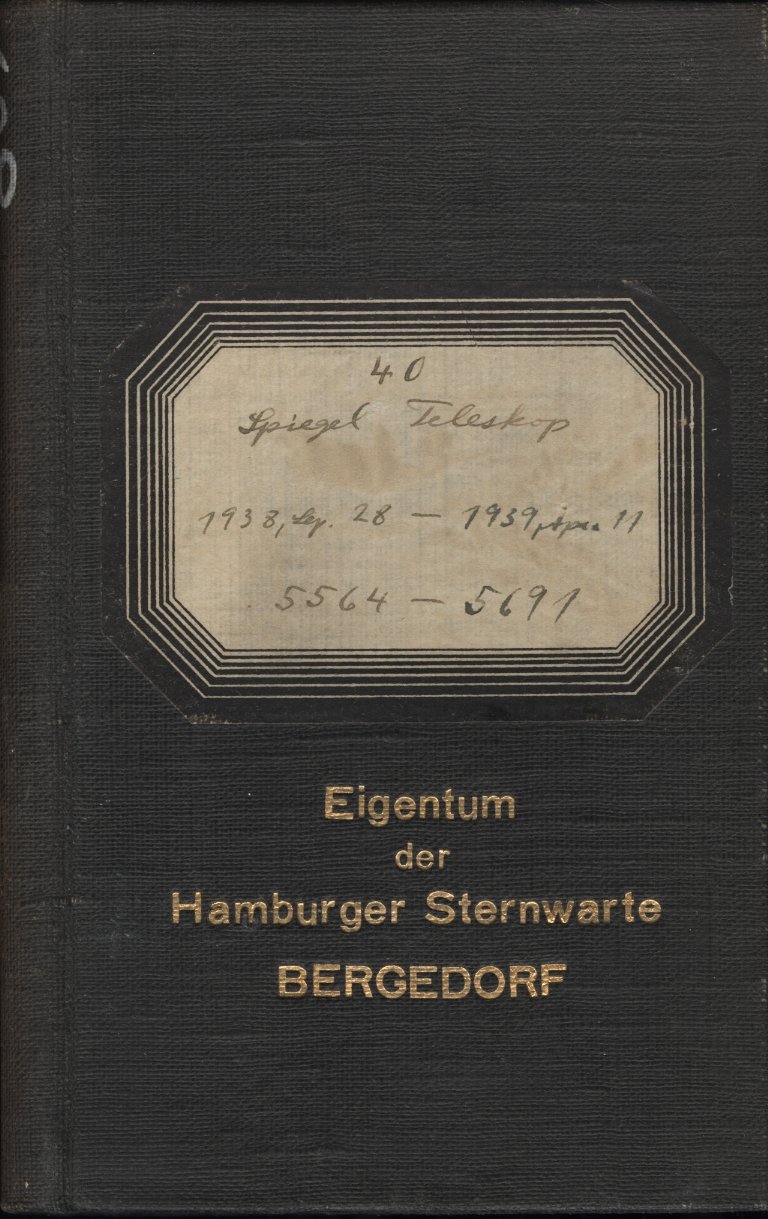 40
Spiegel Teleskop
1938, Sep. 28 — 1939, Apr. 11
5564 — 5691
Eigentum
der
Hamburger Sternwarte
BERGEDORF